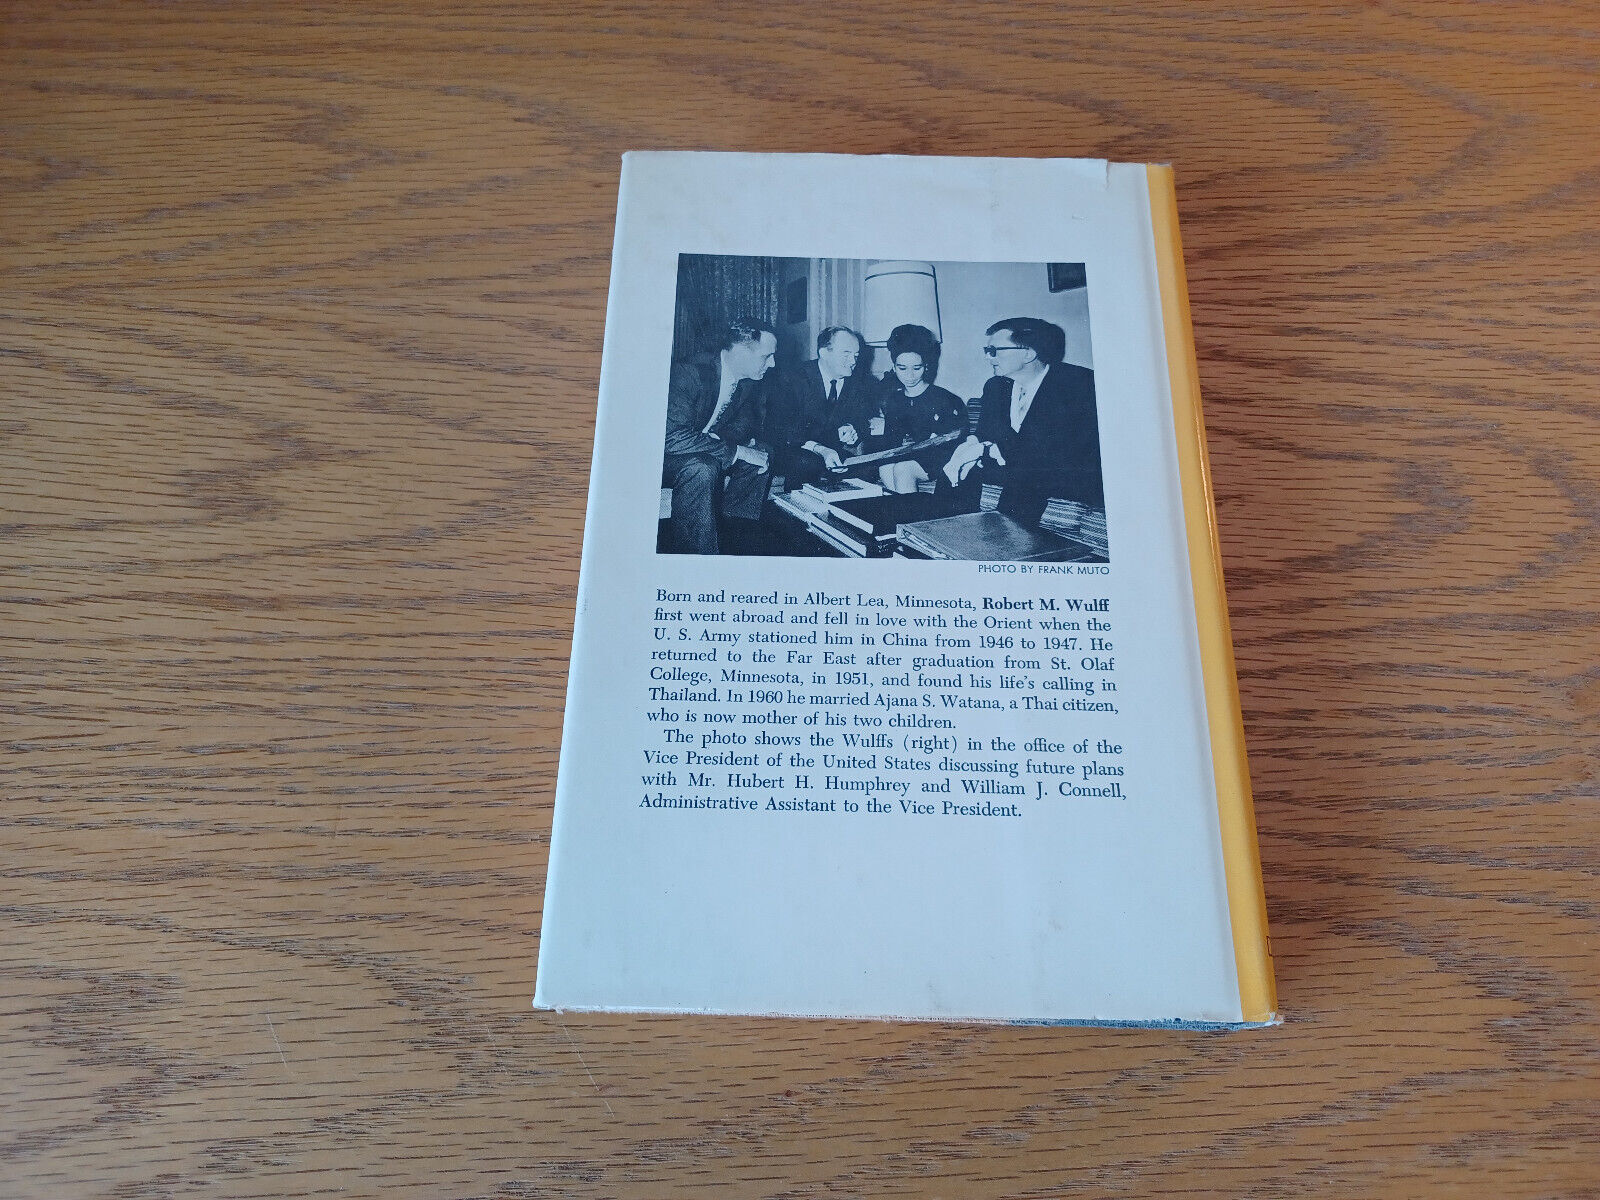 PHOTO BY FRANK MUTO
Born and reared in Albert Lea, Minnesota, Robert M. Wulff
first went abroad and fell in love with the Orient when the
U. S. Army stationed him in China from 1946 to 1947. He
returned to the Far East after graduation from St. Olaf
College, Minnesota, in 1951, and found his life's calling in
Thailand. In 1960 he married Ajana S. Watana, a Thai citizen,
who is now mother of his two children.
The photo shows the Wulffs (right) in the office of the
Vice President of the United States discussing future plans
with Mr. Hubert H. Humphrey and William J. Connell,
Administrative Assistant to the Vice President.